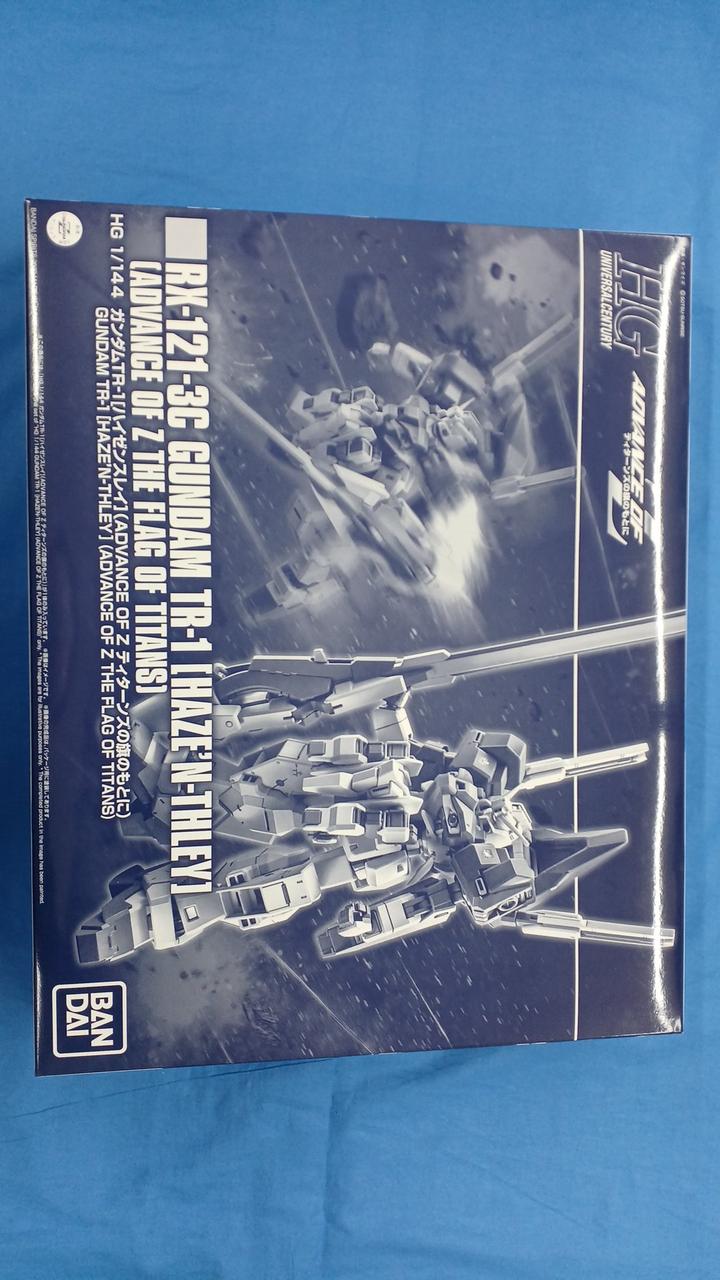 HG
UNIVERSAL CENTURY
ADVANCE OF Z
ティターンズの旗のもとに
RX-121-3C GUNDAM TR-1 [HAZE'N-THLEY]
(ADVANCE OF Z THE FLAG OF TITANS)
HG 1/144 ガンダムTR-1[ハイゼンスレイ](ADVANCE OF Z ティターンズの旗のもとに)
GUNDAM TR-1 [HAZE'N-THLEY] (ADVANCE OF Z THE FLAG OF TITANS)
BAN
DAI